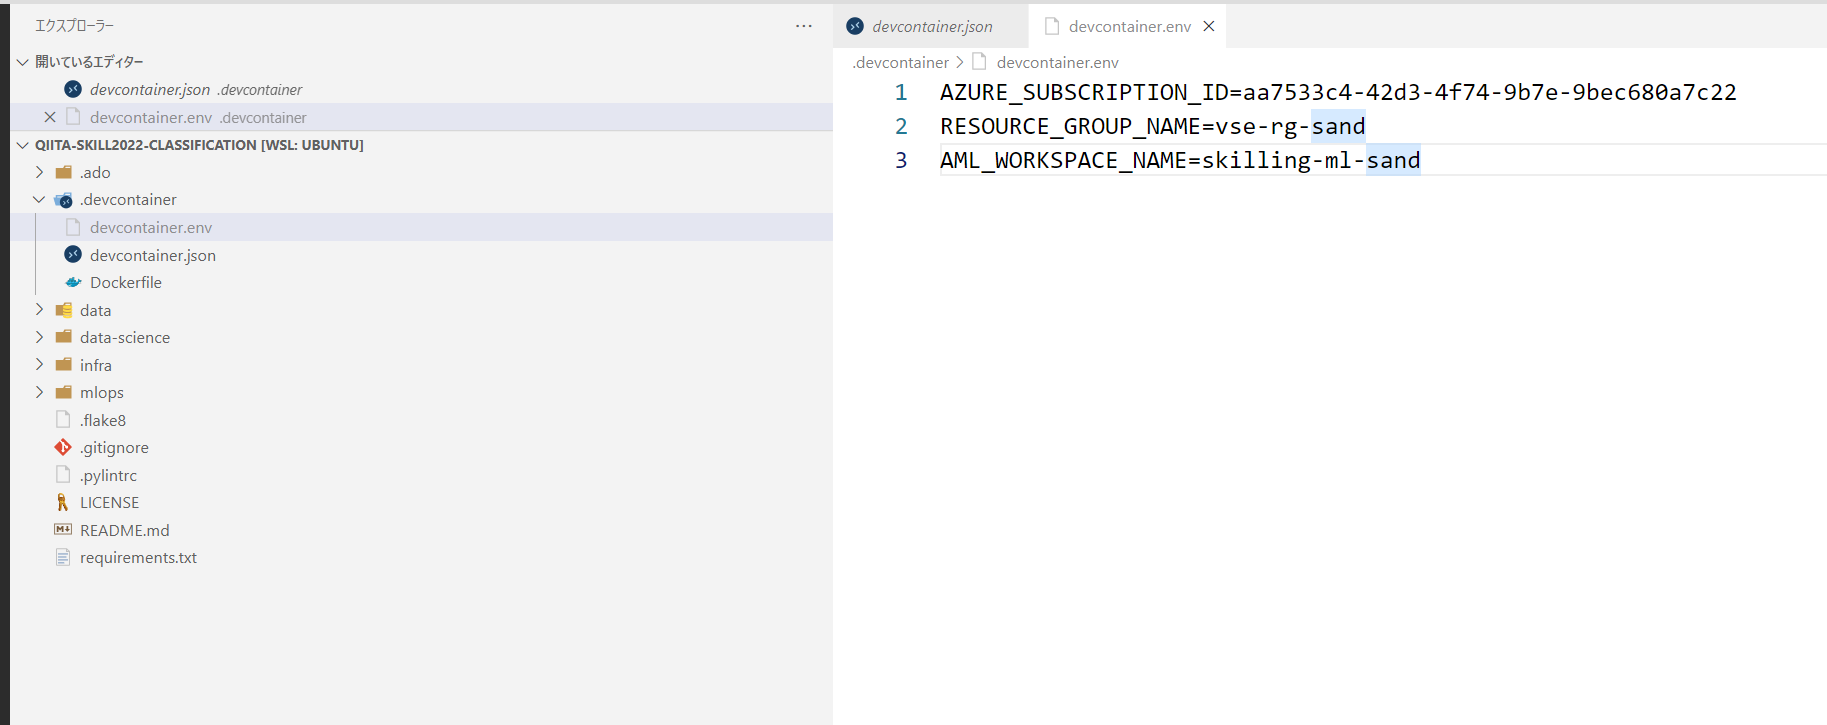 エクスプローラー
開いているエディター
devcontainer.json .devcontainer
devcontainer.env .devcontainer
QIITA-SKILL2022-CLASSIFICATION [WSL: UBUNTU]
.ado
.devcontainer
devcontainer.env
devcontainer.json
Dockerfile
data
data-science
infra
mlops
.flake8
.gitignore
.pylintrc
LICENSE
README.md
requirements.txt
devcontainer.json
devcontainer.env
.devcontainer > devcontainer.env
1 AZURE_SUBSCRIPTION_ID=aa7533c4-42d3-4f74-9b7e-9bec680a7c22
2 RESOURCE_GROUP_NAME=vse-rg-sand
3 AML_WORKSPACE_NAME=skilling-ml-sand